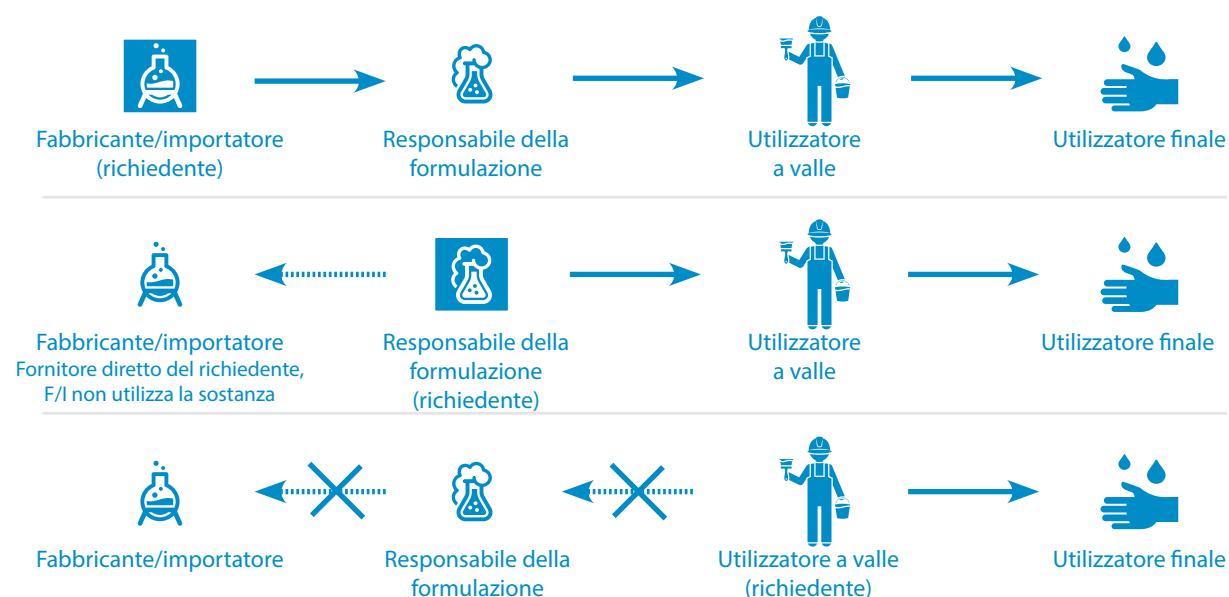 Fabbricante/importatore
(richiedente)
Responsabile della
formulazione
Utilizzatore
a valle
Utilizzatore finale
Fabbricante/importatore
Fornitore diretto del richiedente,
F/I non utilizza la sostanza
Responsabile della
formulazione
(richiedente)
Utilizzatore
a valle
Utilizzatore finale
Fabbricante/importatore
Responsabile della
formulazione
Utilizzatore a valle
(richiedente)
Utilizzatore finale